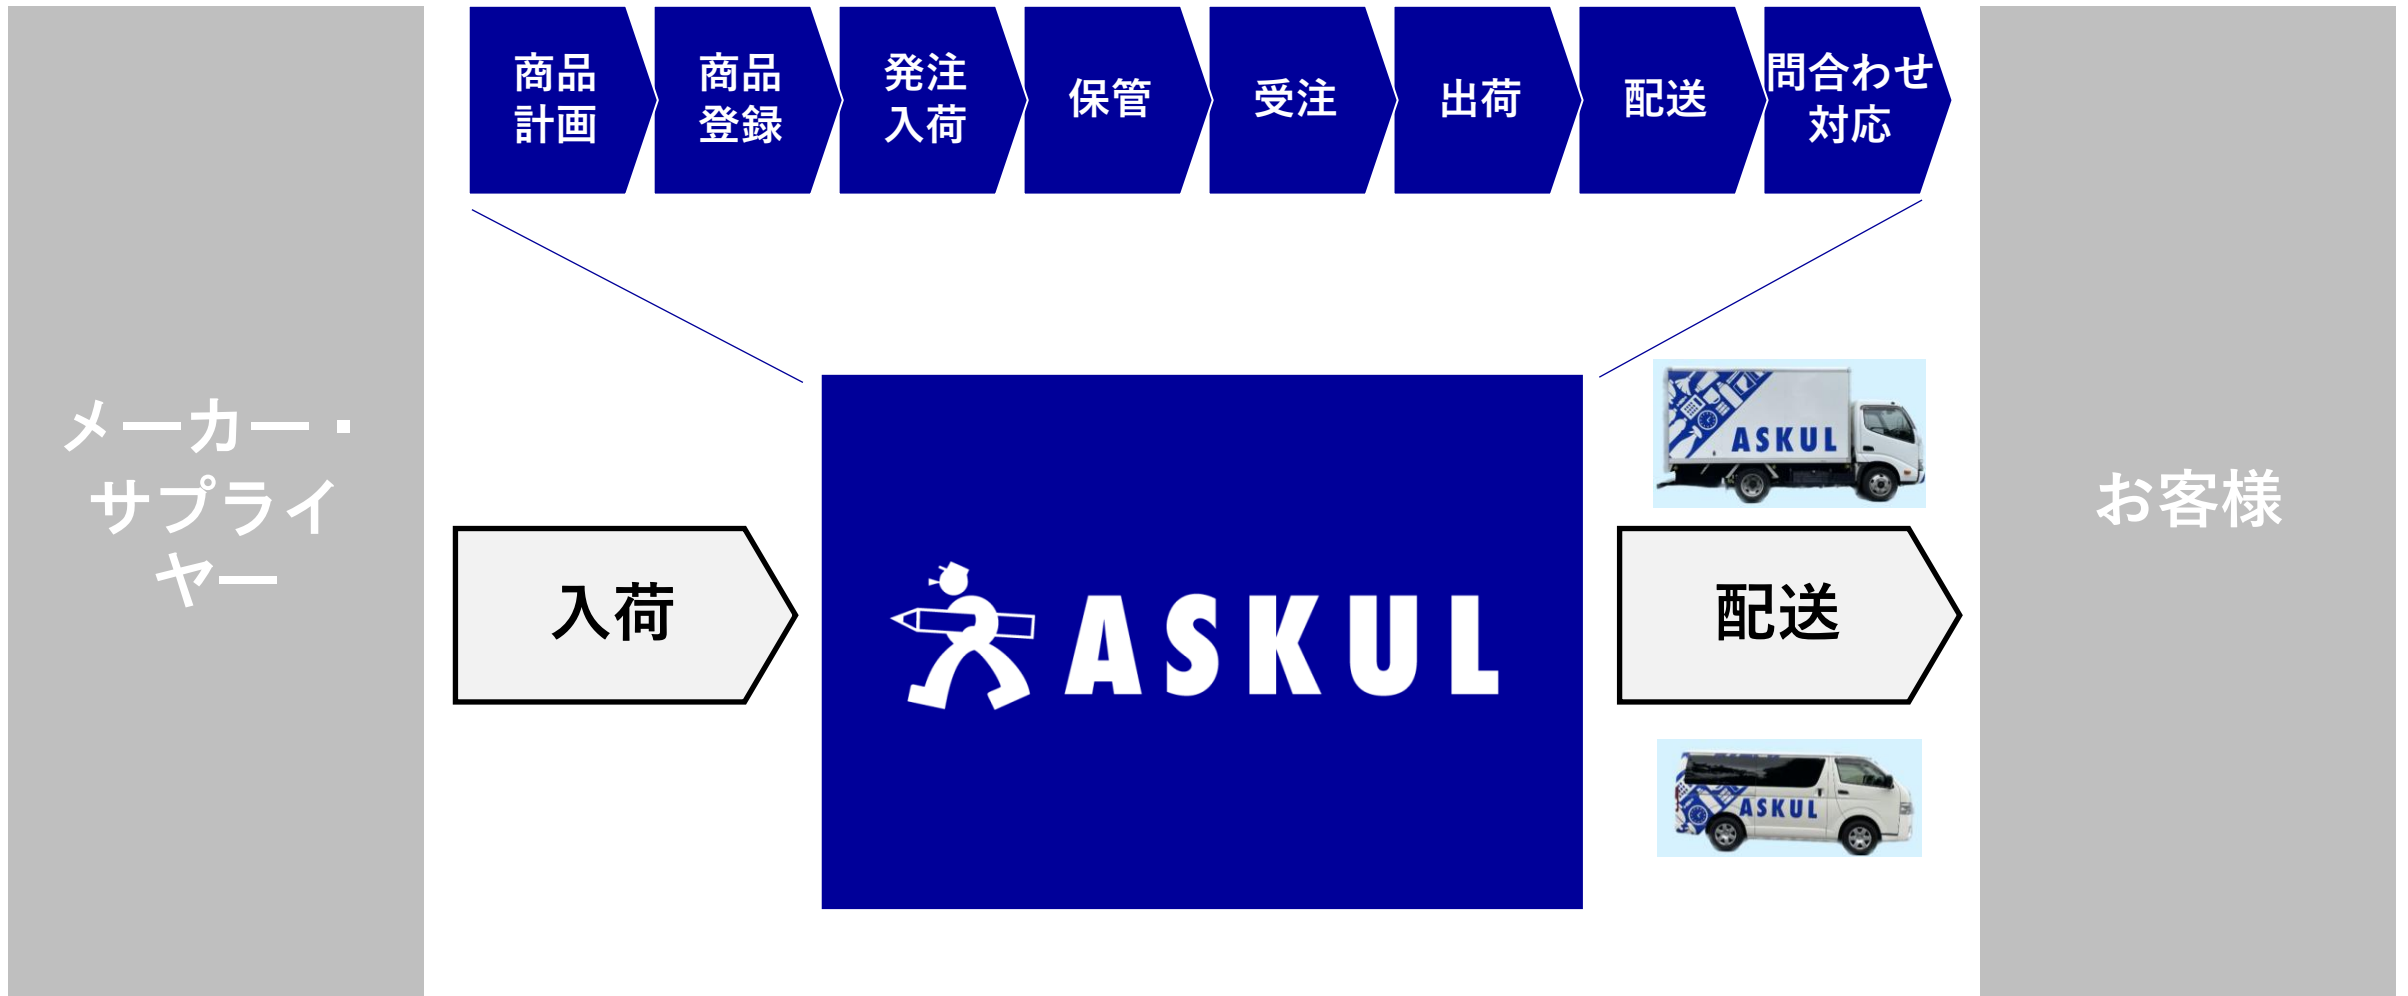 商品
計画
商品
登録
発注
入荷
保管
受注
出荷
配送
問合わせ
対応
メーカー・
サプライ
ヤー
入荷
ASKUL
ASKUL
配送
ASKUL
お客様